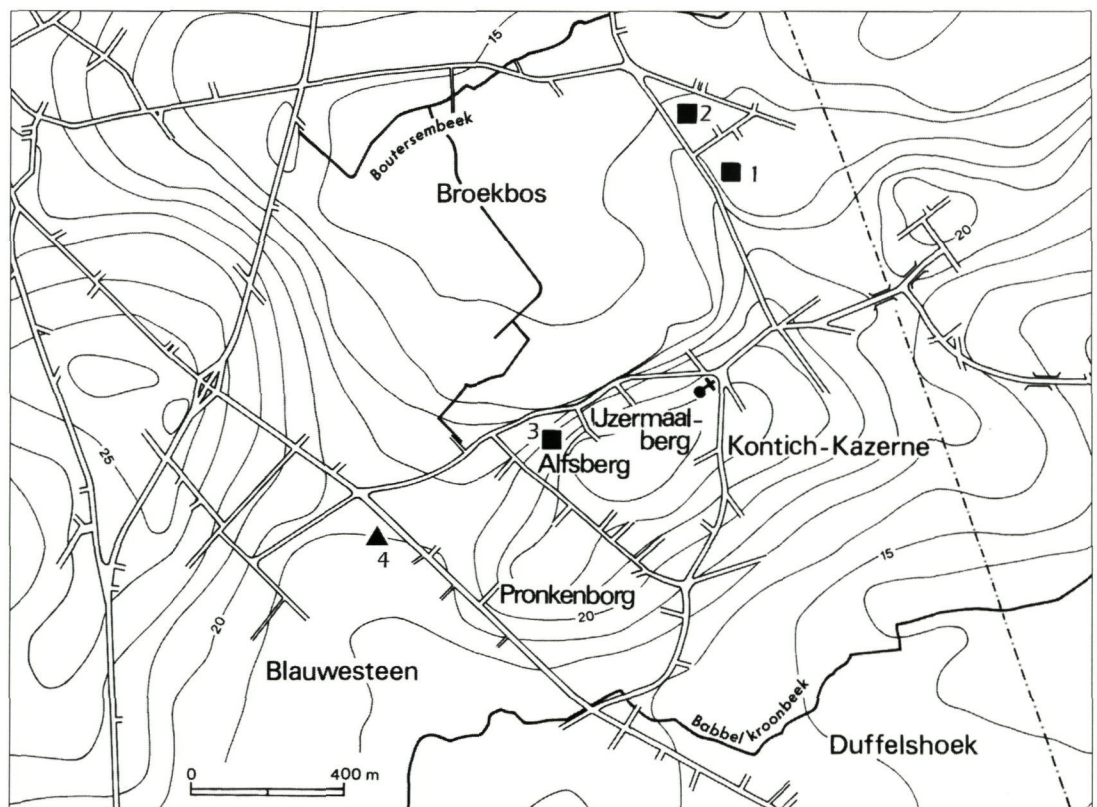 15
Boutersembeek
2
1
Broekbos
20
IJzermaal-
berg
3
Alfsberg
Kontich-Kazerne
25
4
15
Pronkenborg
20
20
Blauwesteen
Babbelkroonbeek
Duffelshoek
0 400 m